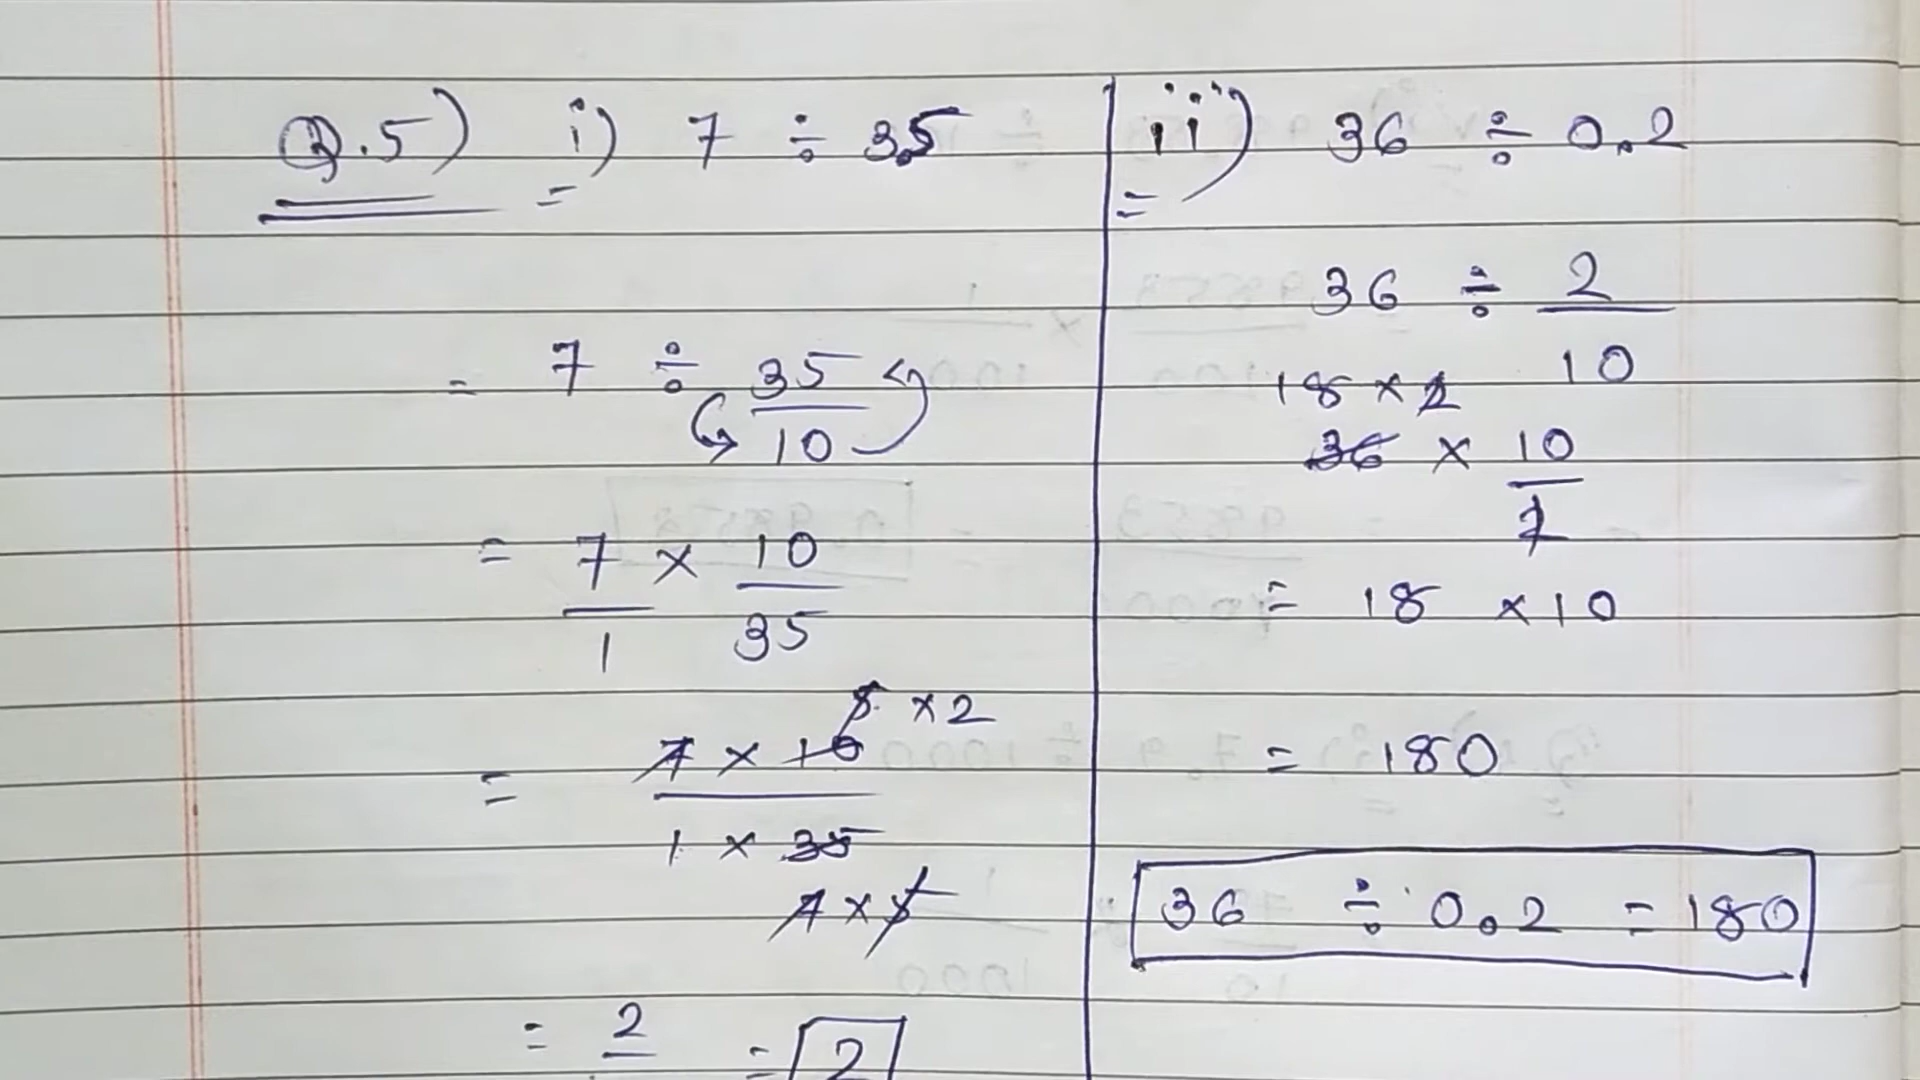 Q.5) i) 7 ÷ 3.5
= 7 ÷ 35/10
= 7/1 × 10/35
5 × 2
= 7 × 10 / 1 × 35
7 × 5
= 2 = 2
ii) 36 ÷ 0.2
36 ÷ 2/10
18 × 2
36 × 10/2
= 18 × 10
= 180
36 ÷ 0.2 = 180